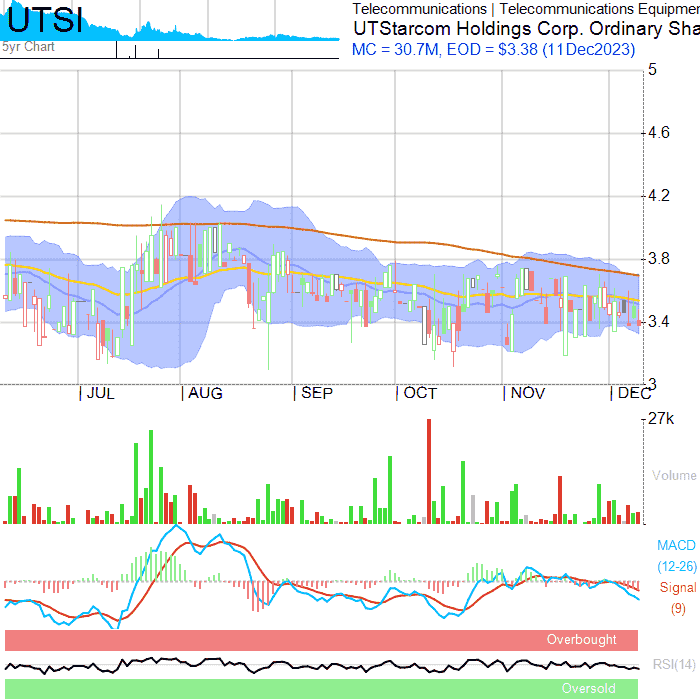 UTSI
5yr Chart
Telecommunications | Telecommunications Equipmen
UTStarcom Holdings Corp. Ordinary Sha
MC = 30.7M, EOD = $3.38 (11Dec2023)
5
4.6
4.2
3.8
3.4
3
JUL AUG SEP OCT NOV DEC
27k
Volume
MACD
(12-26)
Signal
(9)
Overbought
RSI(14)
Oversold